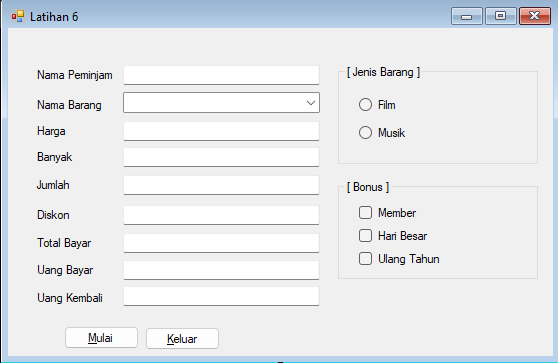 Latihan 6
Nama Peminjam
Nama Barang
Harga
Banyak
Jumlah
Diskon
Total Bayar
Uang Bayar
Uang Kembali
[ Jenis Barang ]
Film
Musik
[ Bonus ]
Member
Hari Besar
Ulang Tahun
Mulai
Keluar